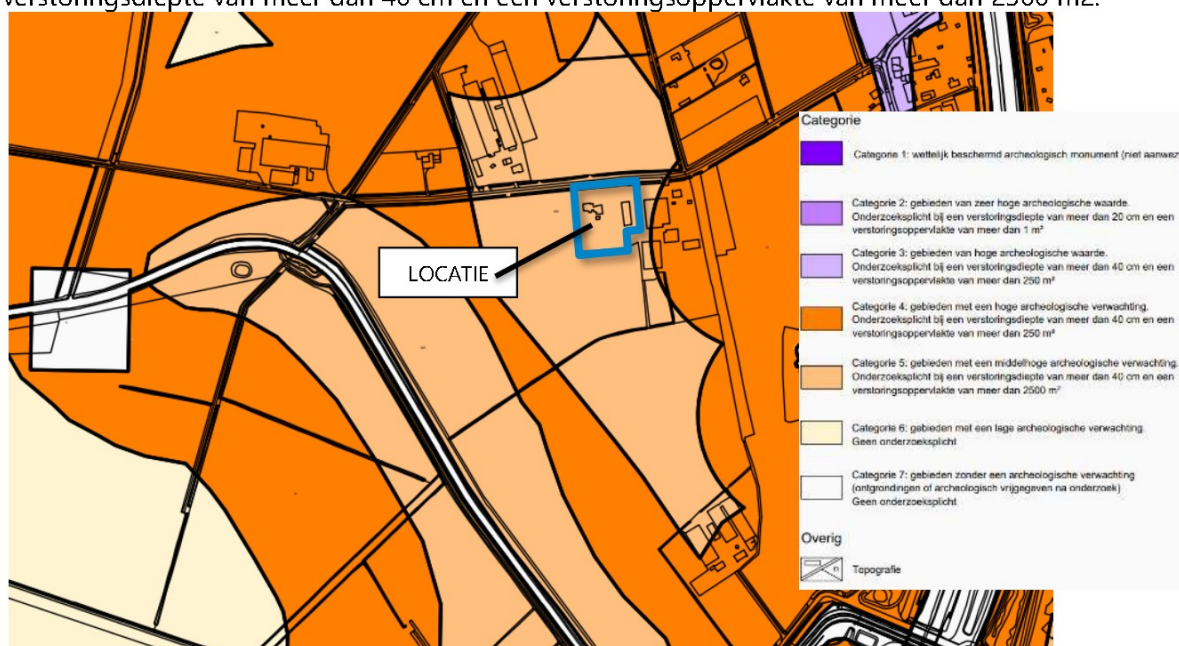 verstoringsdiepte van meer dan 40 cm en een verstoringsoppervlakte van meer dan 2500 m2.
LOCATIE
Categorie
Categorie 1: wettelijk beschermd archeologisch monument (niet aanwez
Categorie 2: gebieden van zeer hoge archeologische waarde.
Onderzoeksplicht bij een verstoringsdiepte van meer dan 20 cm en een
verstoringsoppervlakte van meer dan 1 m²
Categorie 3: gebieden van hoge archeologische waarde.
Onderzoeksplicht bij een verstoringsdiepte van meer dan 40 cm en een
verstoringsoppervlakte van meer dan 250 m²
Categorie 4: gebieden met een hoge archeologische verwachting.
Onderzoeksplicht bij een verstoringsdiepte van meer dan 40 cm en een
verstoringsoppervlakte van meer dan 250 m²
Categorie 5: gebieden met een middelhoge archeologische verwachting.
Onderzoeksplicht bij een verstoringsdiepte van meer dan 40 cm en een
verstoringsoppervlakte van meer dan 2500 m²
Categorie 6: gebieden met een lage archeologische verwachting.
Geen onderzoeksplicht
Categorie 7: gebieden zonder een archeologische verwachting
(ontgrondingen of archeologisch vrijgegeven na onderzoek)
Geen onderzoeksplicht
Overig
Topografie